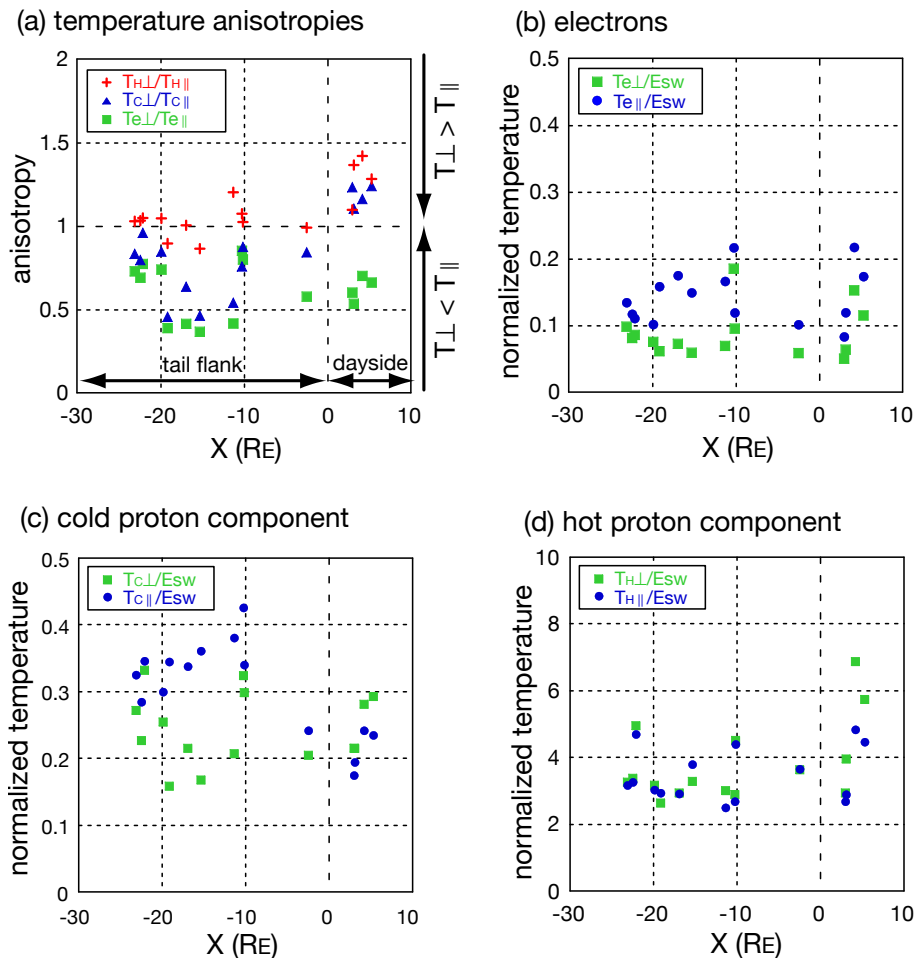 (a) temperature anisotropies
2
1.5
1
0.5
0
anisotropy
TH⊥/TH∥
TC⊥/TC∥
Te⊥/Te∥
tail flank
dayside
T⊥ > T∥
T⊥ < T∥
-30 -20 -10 0 10
X (RE)
(b) electrons
0.5
0.4
0.3
0.2
0.1
0
normalized temperature
Te⊥/Esw
Te∥/Esw
-30 -20 -10 0 10
X (RE)
(c) cold proton component
0.5
0.4
0.3
0.2
0.1
0
normalized temperature
TC⊥/Esw
TC∥/Esw
-30 -20 -10 0 10
X (RE)
(d) hot proton component
10
8
6
4
2
0
normalized temperature
TH⊥/Esw
TH∥/Esw
-30 -20 -10 0 10
X (RE)